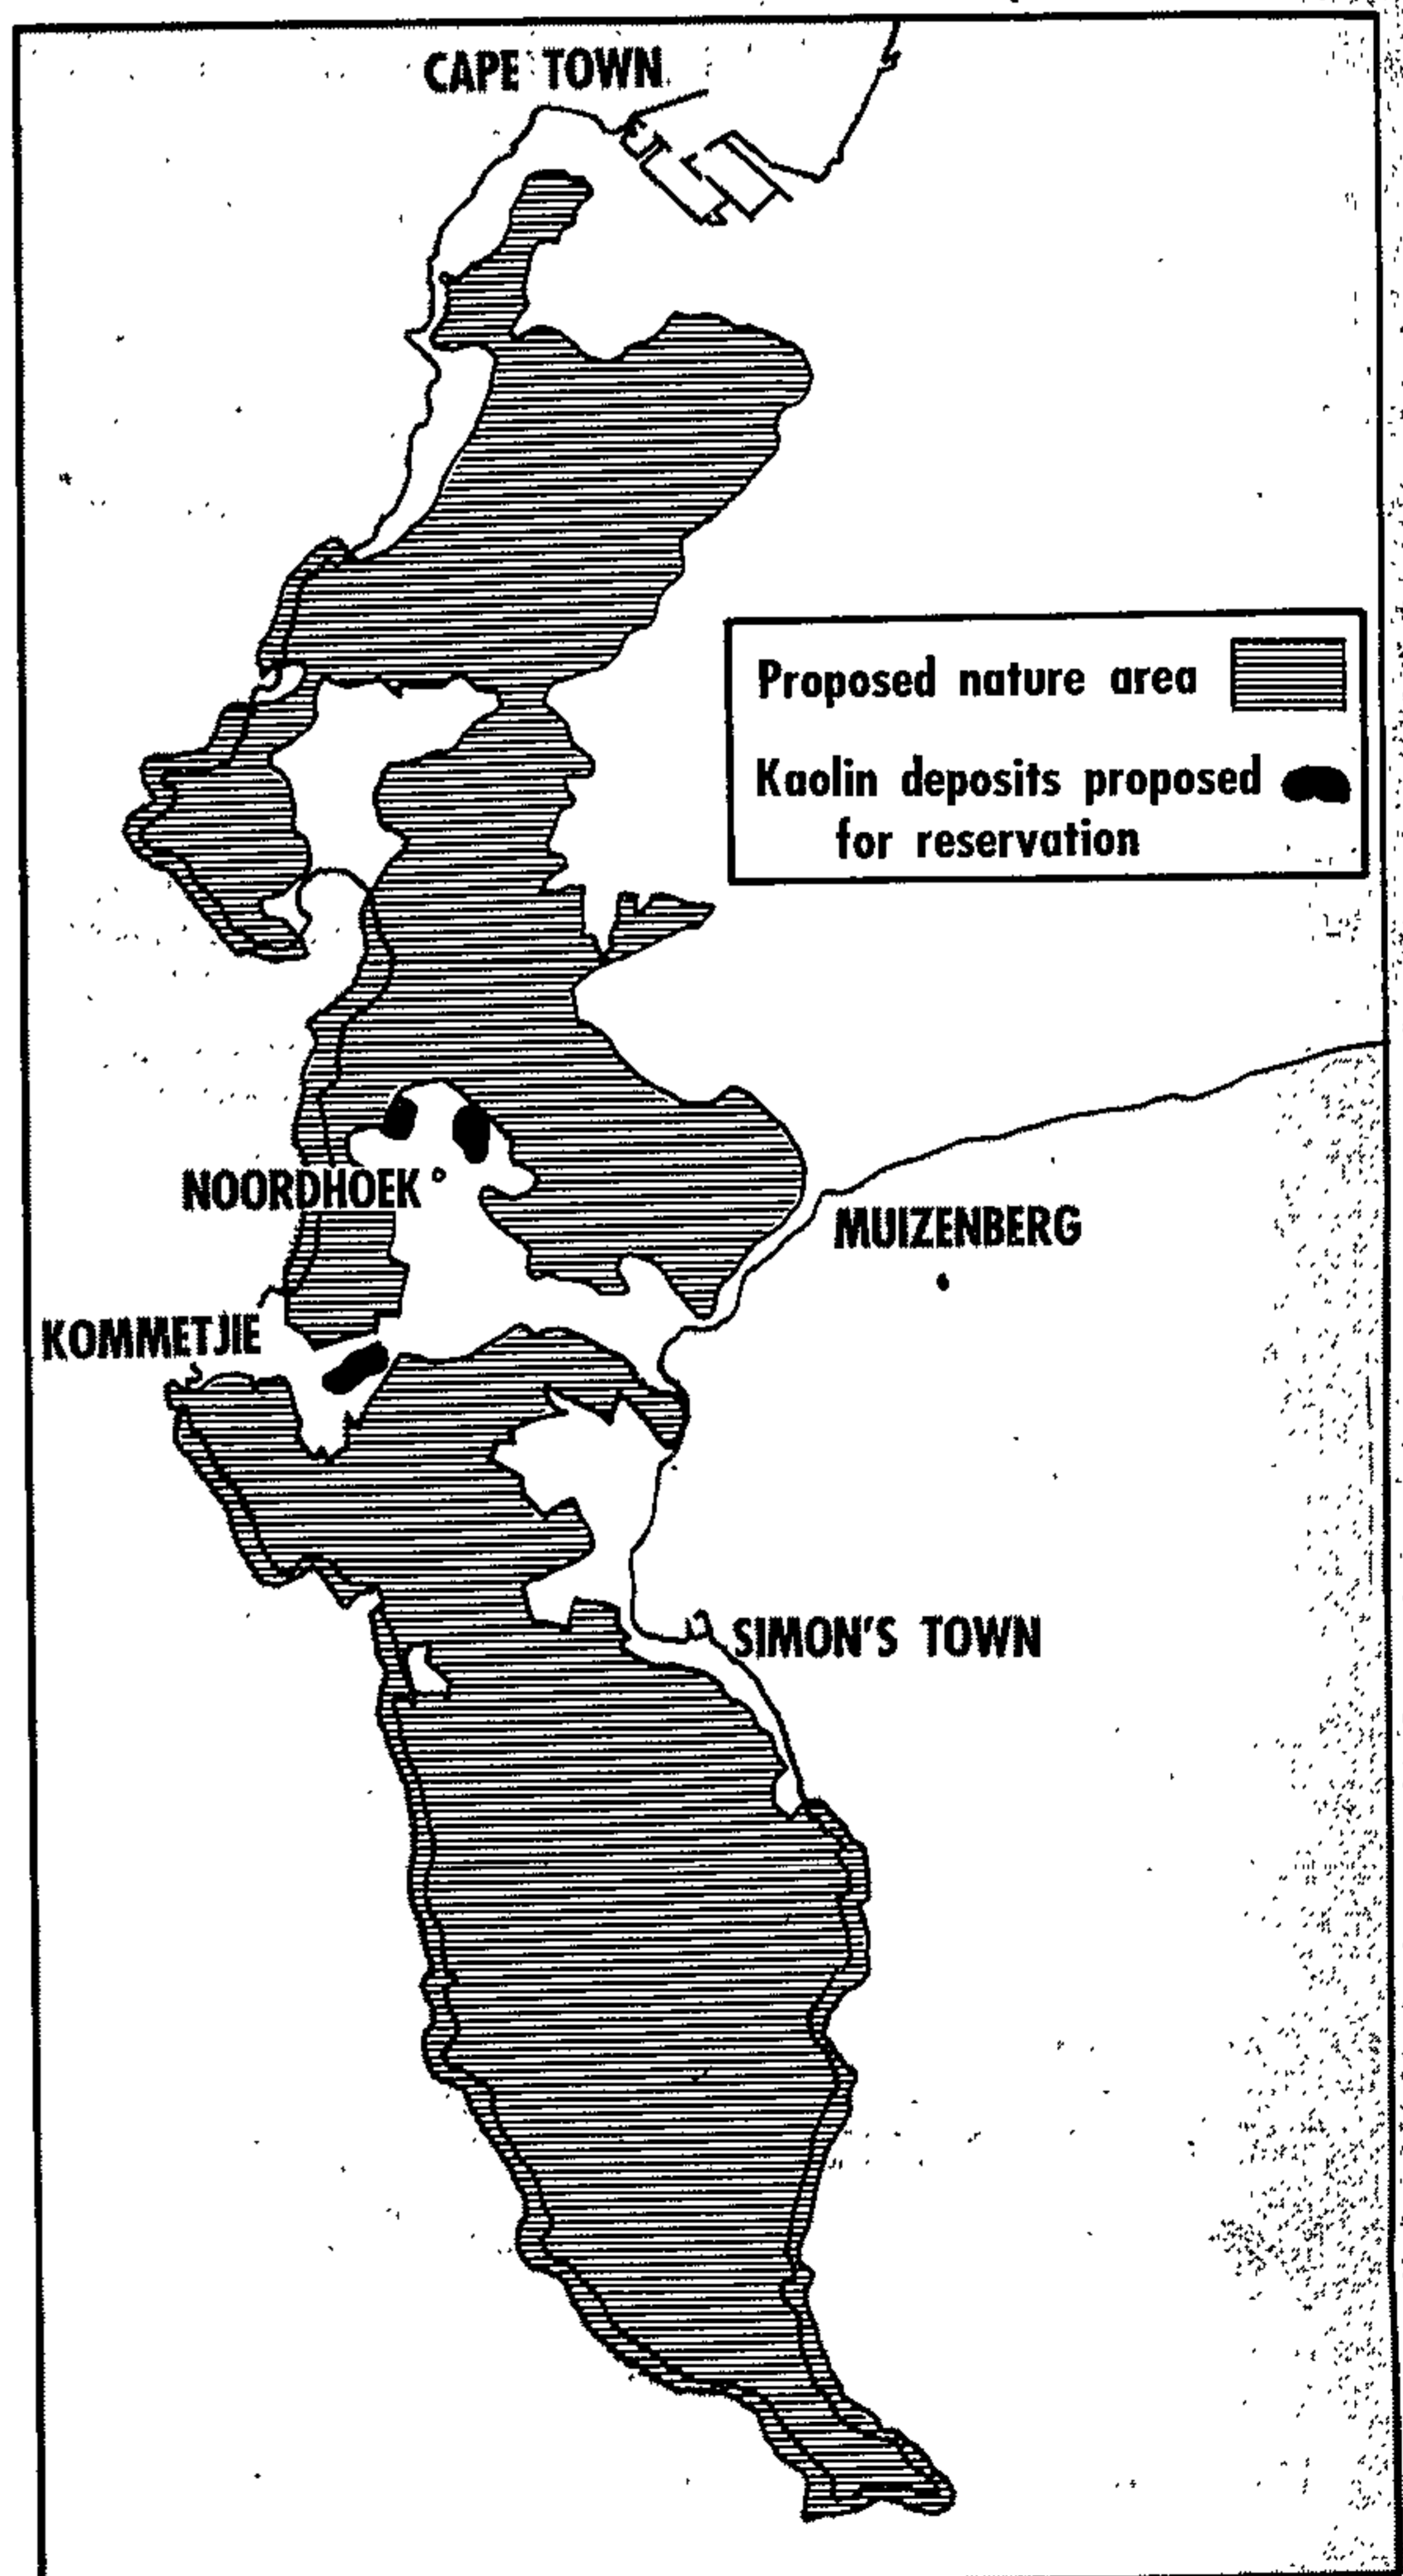 CAPE TOWN
Proposed nature area
Kaolin deposits proposed
for reservation
NOORDHOEK
MUIZENBERG
KOMMETJIE
SIMON'S TOWN